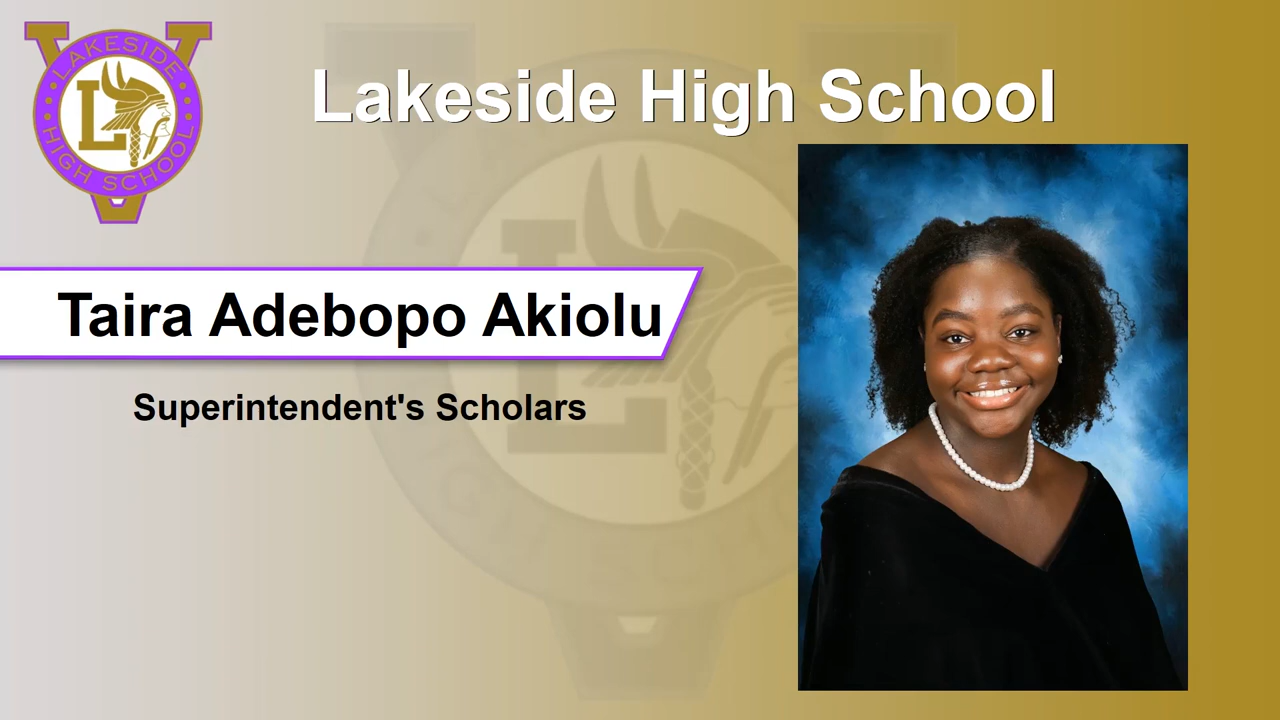 LAKESIDE
L
HIGH SCHOOL
Lakeside High School
Taira Adebopo Akiolu
Superintendent's Scholars